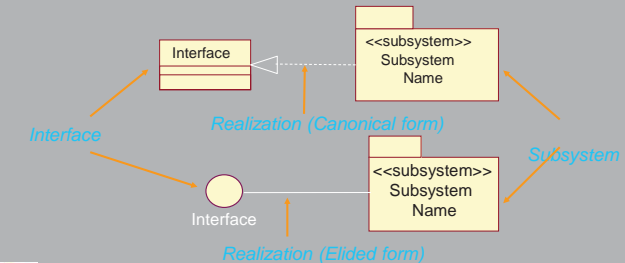 Interface
<<subsystem>>
Subsystem
Name
Realization (Canonical form)
Interface
Subsystem
<<subsystem>>
Subsystem
Name
Interface
Realization (Elided form)